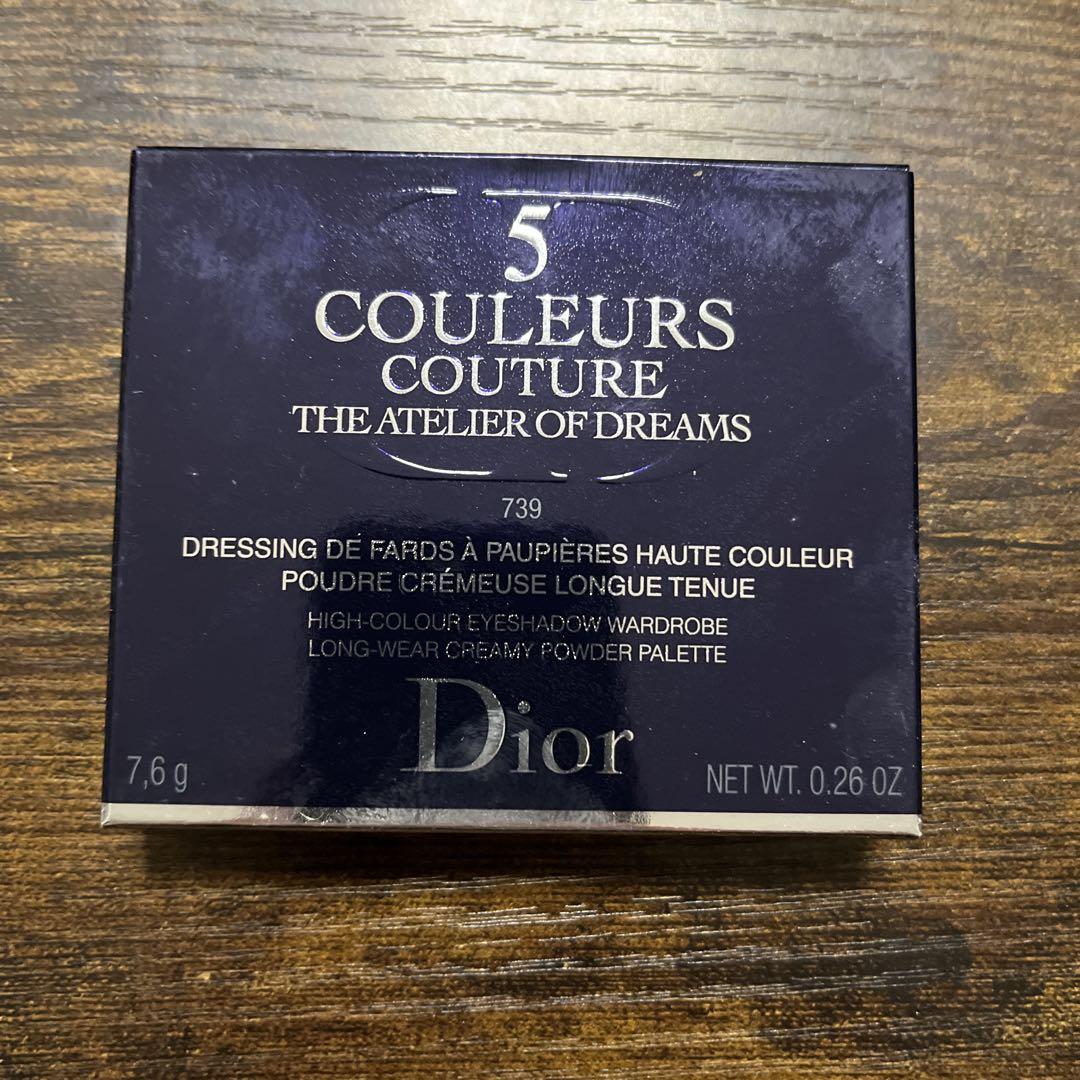 5
COULEURS
COUTURE
THE ATELIER OF DREAMS
739
DRESSING DE FARDS À PAUPIÈRES HAUTE COULEUR
POUDRE CRÉMEUSE LONGUE TENUE
HIGH-COLOUR EYESHADOW WARDROBE
LONG-WEAR CREAMY POWDER PALETTE
Dior
7,6 g
NET WT. 0.26 OZ